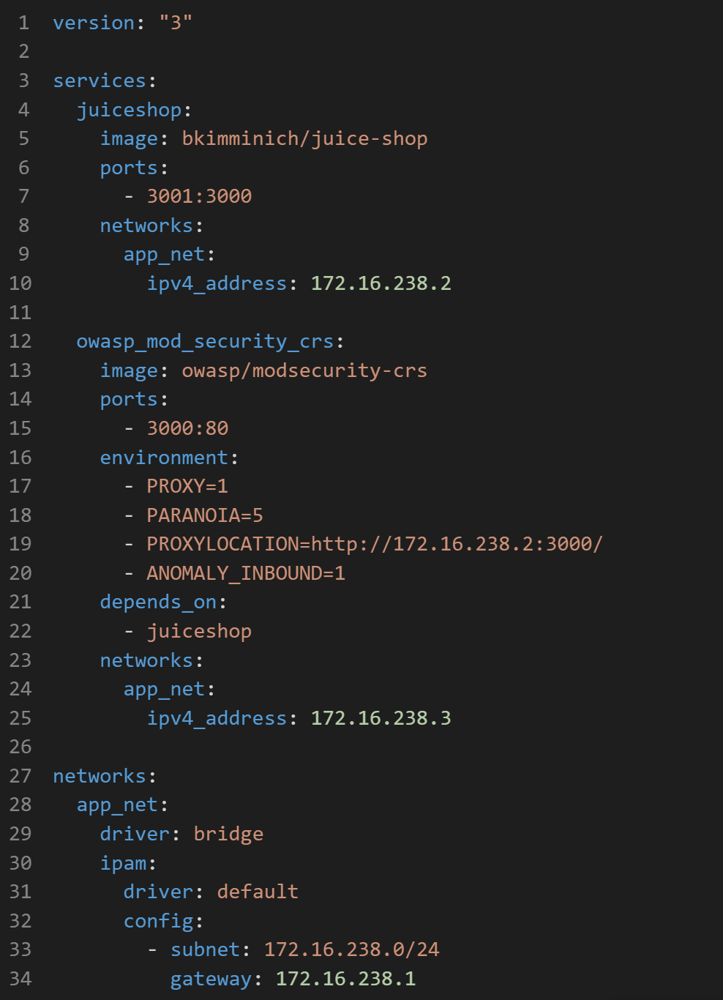 1 version: "3"
2
3 services:
4   juiceshop:
5     image: bkimminich/juice-shop
6     ports:
7       - 3001:3000
8     networks:
9       app_net:
10         ipv4_address: 172.16.238.2
11
12   owasp_mod_security_crs:
13     image: owasp/modsecurity-crs
14     ports:
15       - 3000:80
16     environment:
17       - PROXY=1
18       - PARANOIA=5
19       - PROXYLOCATION=http://172.16.238.2:3000/
20       - ANOMALY_INBOUND=1
21     depends_on:
22       - juiceshop
23     networks:
24       app_net:
25         ipv4_address: 172.16.238.3
26
27 networks:
28   app_net:
29     driver: bridge
30     ipam:
31       driver: default
32       config:
33         - subnet: 172.16.238.0/24
34           gateway: 172.16.238.1